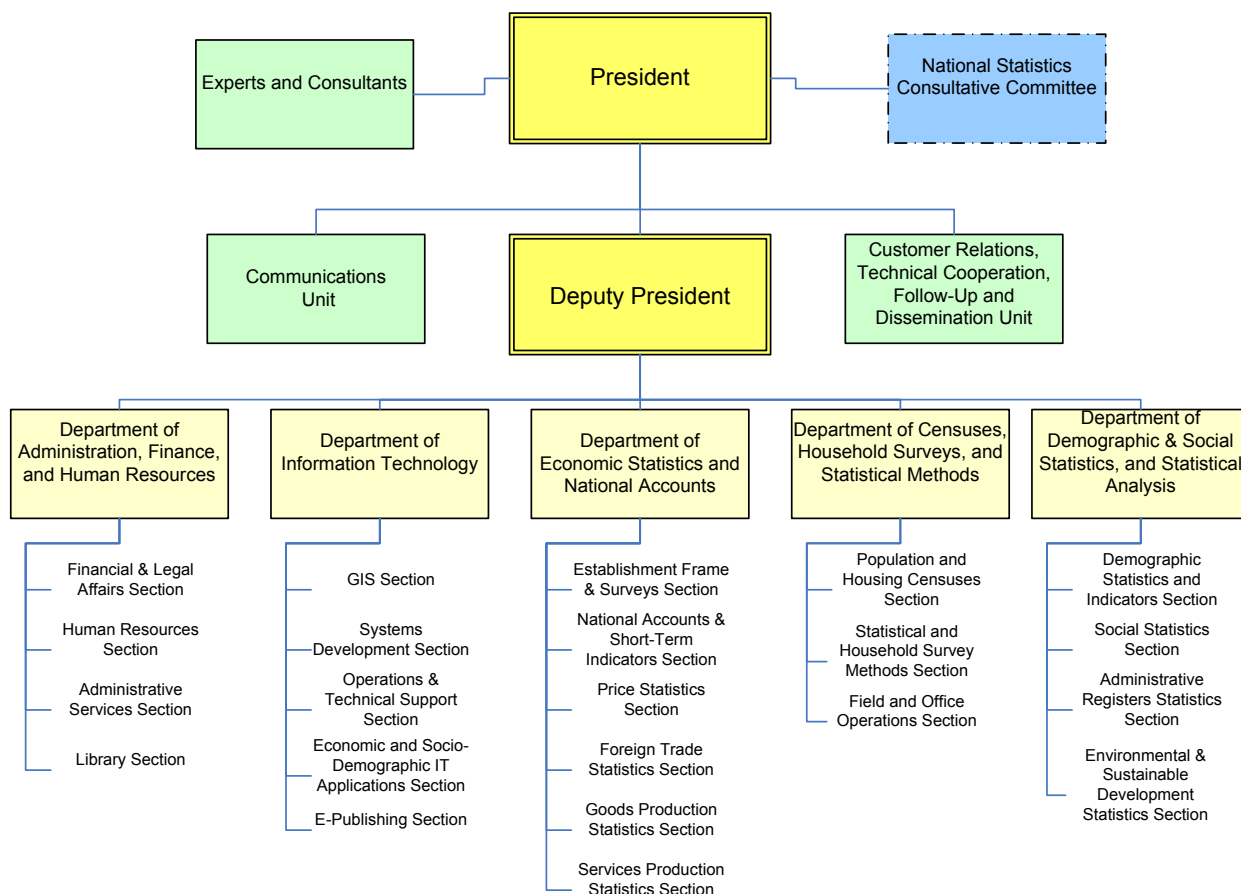 Experts and Consultants
President
National Statistics
Consultative Committee
Communications
Unit
Deputy President
Customer Relations,
Technical Cooperation,
Follow-Up and
Dissemination Unit
Department of
Administration, Finance,
and Human Resources
Department of
Information Technology
Department of
Economic Statistics and
National Accounts
Department of Censuses,
Household Surveys, and
Statistical Methods
Department of
Demographic & Social
Statistics, and Statistical
Analysis
Financial & Legal
Affairs Section
Human Resources
Section
Administrative
Services Section
Library Section
GIS Section
Systems
Development Section
Operations &
Technical Support
Section
Economic and Socio-
Demographic IT
Applications Section
E-Publishing Section
Establishment Frame
& Surveys Section
National Accounts &
Short-Term
Indicators Section
Price Statistics
Section
Foreign Trade
Statistics Section
Goods Production
Statistics Section
Services Production
Statistics Section
Population and
Housing Censuses
Section
Statistical and
Household Survey
Methods Section
Field and Office
Operations Section
Demographic
Statistics and
Indicators Section
Social Statistics
Section
Administrative
Registers Statistics
Section
Environmental &
Sustainable
Development
Statistics Section